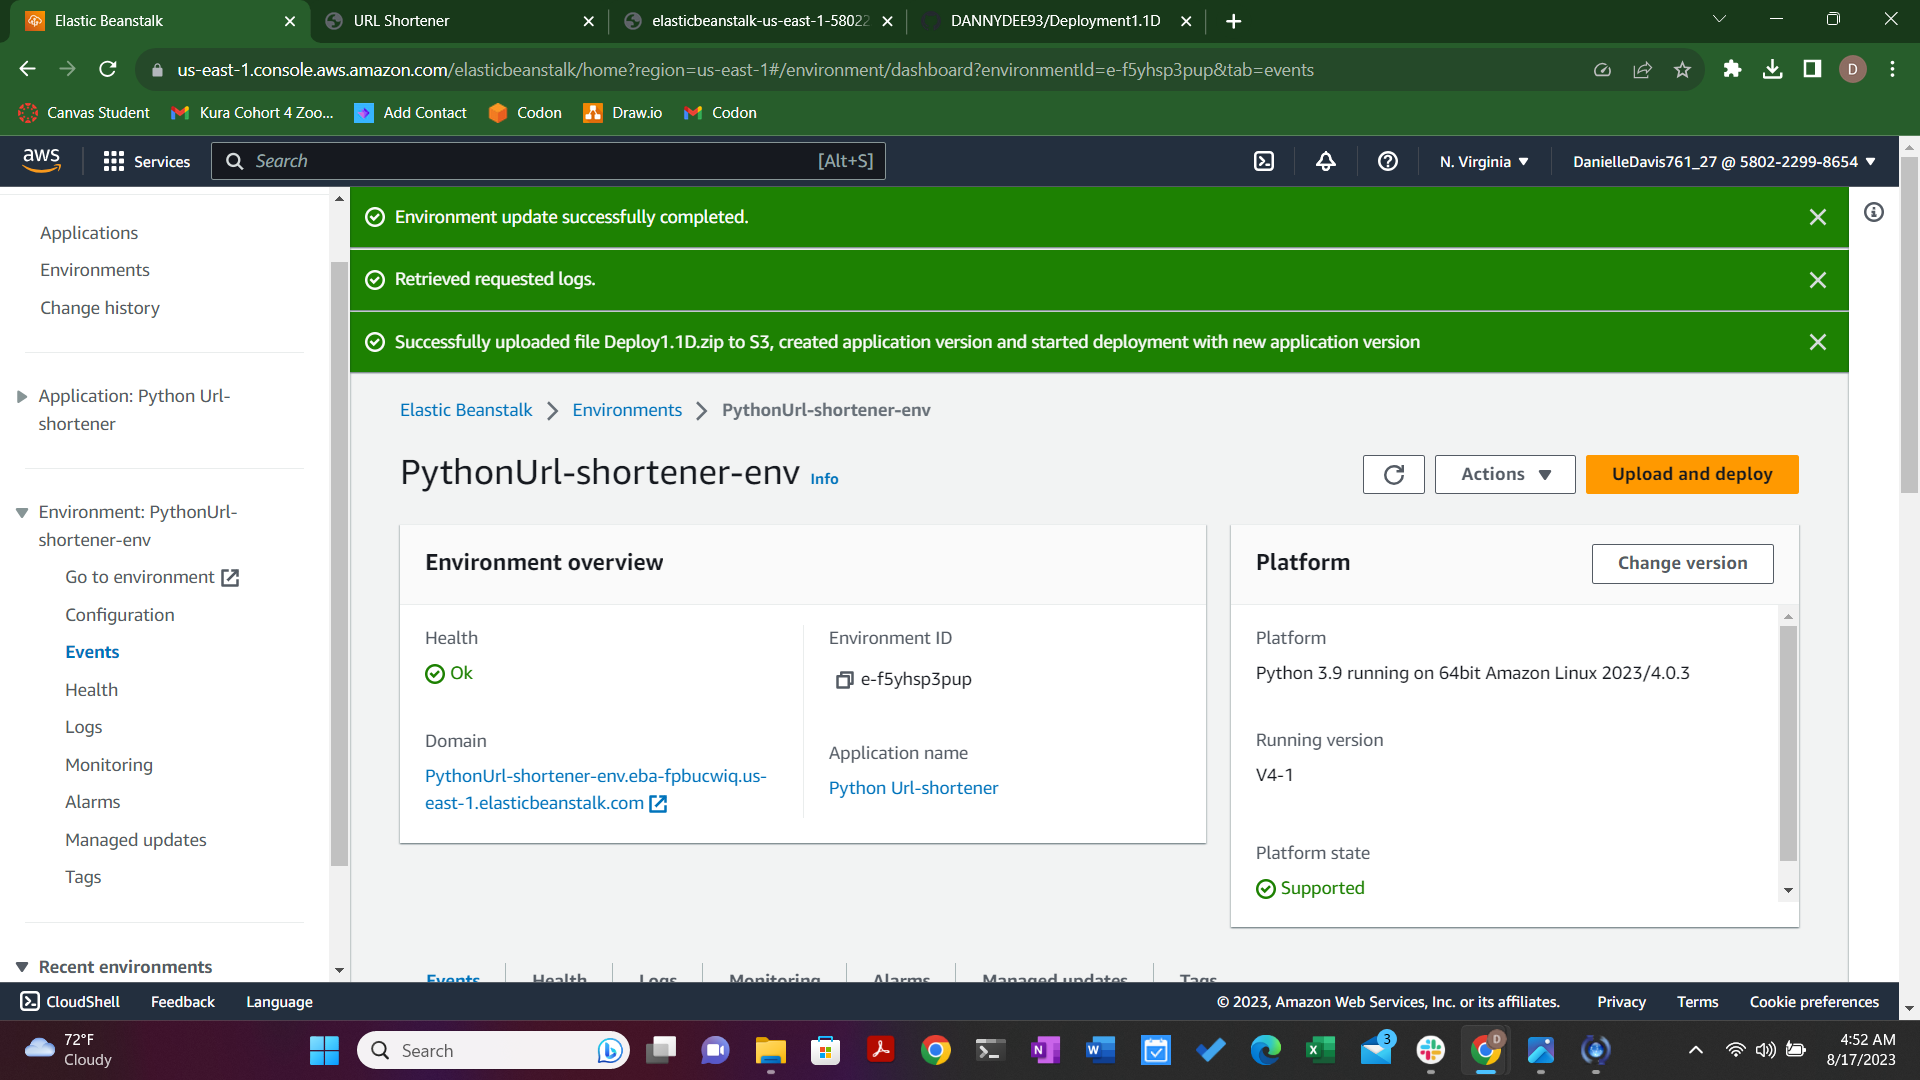 Elastic Beanstalk
URL Shortener
elasticbeanstalk-us-east-1-58022
DANNYDEE93/Deployment1.1D
us-east-1.console.aws.amazon.com/elasticbeanstalk/home?region=us-east-1#/environment/dashboard?environmentId=e-f5yhsp3pup&tab=events
D
Canvas Student
Kura Cohort 4 Zoo...
Add Contact
Codon
Draw.io
Codon
aws
Services
Search
[Alt+S]
N. Virginia
DanielleDavis761_27 @ 5802-2299-8654
Applications
Environments
Change history
Application: Python Url-
shortener
Environment: PythonUrl-
shortener-env
Go to environment
Configuration
Events
Health
Logs
Monitoring
Alarms
Managed updates
Tags
Recent environments
Environment update successfully completed.
Retrieved requested logs.
Successfully uploaded file Deploy1.1D.zip to S3, created application version and started deployment with new application version
Elastic Beanstalk
Environments
PythonUrl-shortener-env
PythonUrl-shortener-env Info
Actions
Upload and deploy
Environment overview
Health
Ok
Domain
PythonUrl-shortener-env.eba-fpbucwiq.us-
east-1.elasticbeanstalk.com
Environment ID
e-f5yhsp3pup
Application name
Python Url-shortener
Platform
Change version
Platform
Python 3.9 running on 64bit Amazon Linux 2023/4.0.3
Running version
V4-1
Platform state
Supported
Events
Health
Logs
Monitoring
Alarms
Managed updates
Tags
CloudShell
Feedback
Language
© 2023, Amazon Web Services, Inc. or its affiliates.
Privacy
Terms
Cookie preferences
72°F
Cloudy
Search
3
D
4:52 AM
8/17/2023